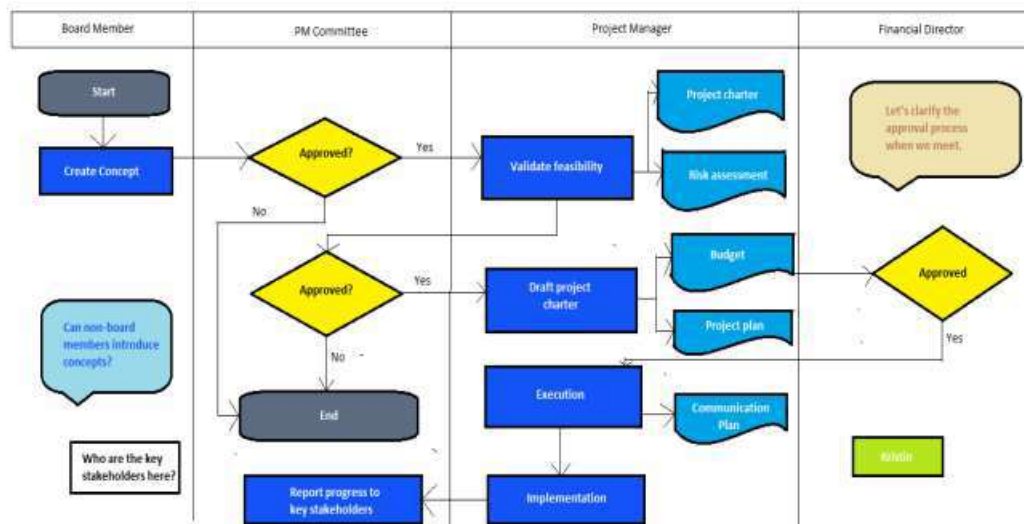 Board Member
PM Committee
Project Manager
Financial Director
Start
Project charter
Let's clarify the
approval process
when we meet.
Create Concept
Approved?
Yes
Validate feasibility
Risk assessment
No
Approved?
Yes
Draft project
charter
Budget
Approved
Can non-board
members introduce
concepts?
Project plan
No
Yes
Execution
End
Communication
Plan
Who are the key
stakeholders here?
Kristin
Report progress to
key stakeholders
Implementation